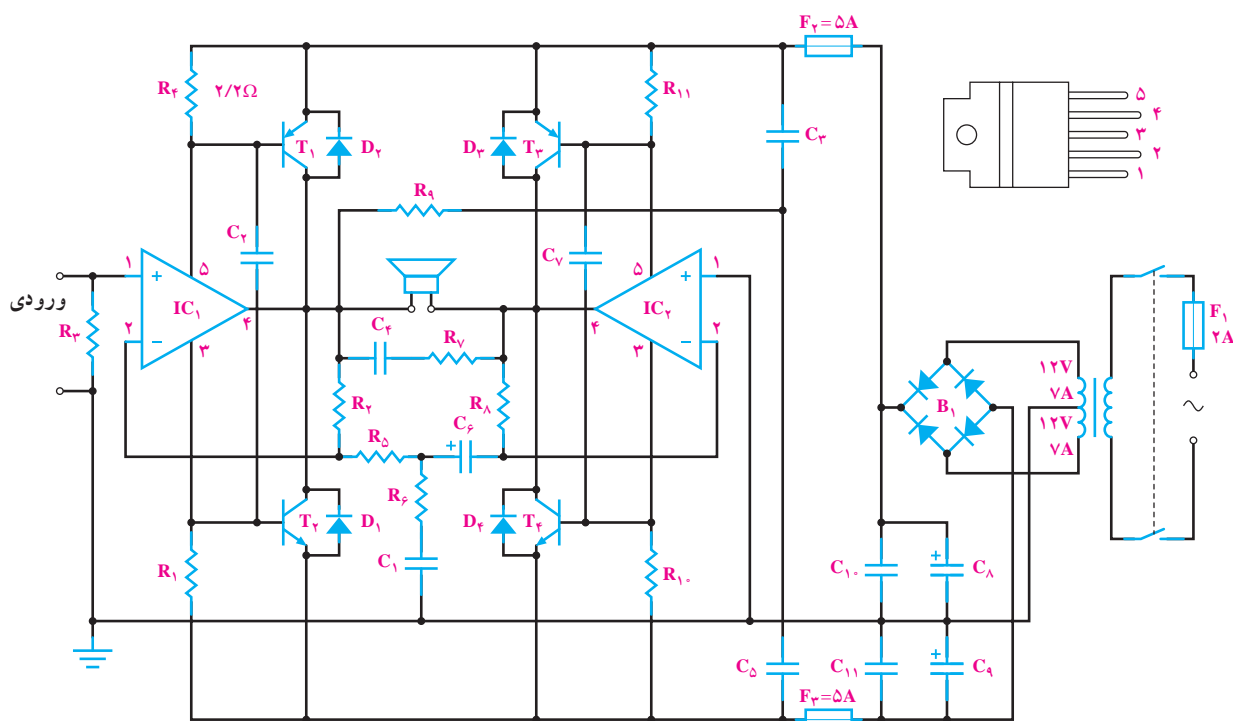 F۲ = ۵A
R۴
۲/۲Ω
R۱۱
۵
۴
۳
۲
۱
T۱
D۲
D۳
T۳
C۳
R۹
C۲
C۷
۱
+
۵
IC۱
۴
۲
−
۳
ورودی
R۳
۱
+
۵
IC۲
۴
۲
−
۳
C۴
R۷
R۲
R۸
R۵
+
C۶
R۶
C۱
T۲
D۱
D۴
T۴
R۱
R۱۰
F۱
۲A
۱۲V
۷A
۱۲V
۷A
B۱
C۱۰
+
C۸
C۵
C۱۱
+
C۹
F۳ = ۵A